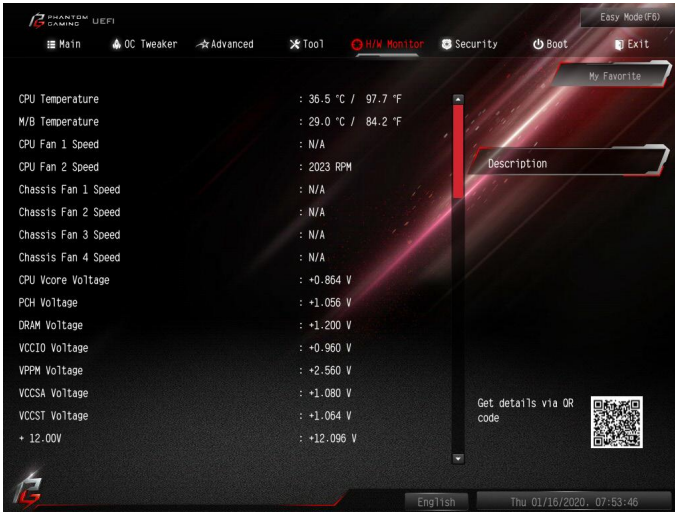 PHANTOM GAMING UEFI
Easy Mode(F6)
Main OC Tweaker Advanced Tool H/W Monitor Security Boot Exit
My Favorite
CPU Temperature : 36.5 °C / 97.7 °F
M/B Temperature : 29.0 °C / 84.2 °F
CPU Fan 1 Speed : N/A
CPU Fan 2 Speed : 2023 RPM
Description
Chassis Fan 1 Speed : N/A
Chassis Fan 2 Speed : N/A
Chassis Fan 3 Speed : N/A
Chassis Fan 4 Speed : N/A
CPU Vcore Voltage : +0.864 V
PCH Voltage : +1.056 V
DRAM Voltage : +1.200 V
VCCIO Voltage : +0.960 V
VPPM Voltage : +2.560 V
VCCSA Voltage : +1.080 V
VCCST Voltage : +1.064 V
+ 12.00V : +12.096 V
Get details via QR
code
English
Thu 01/16/2020, 07:53:46